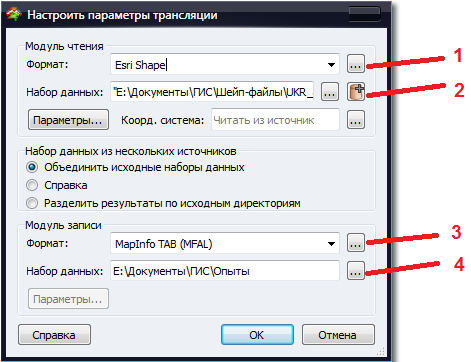 Настроить параметры трансляции
Модуль чтения
Формат: Esri Shape ... 1
Набор данных: "E:\Документы\ГИС\Шейп-файлы\UKR_ ... 2
Параметры... Коорд. система: Читать из источник ...
Набор данных из нескольких источников
Объединить исходные наборы данных
Справка
Разделить результаты по исходным директориям
Модуль записи
Формат: MapInfo TAB (MFAL) ... 3
Набор данных: E:\Документы\ГИС\Опыты ... 4
Параметры...
Справка OK Отмена